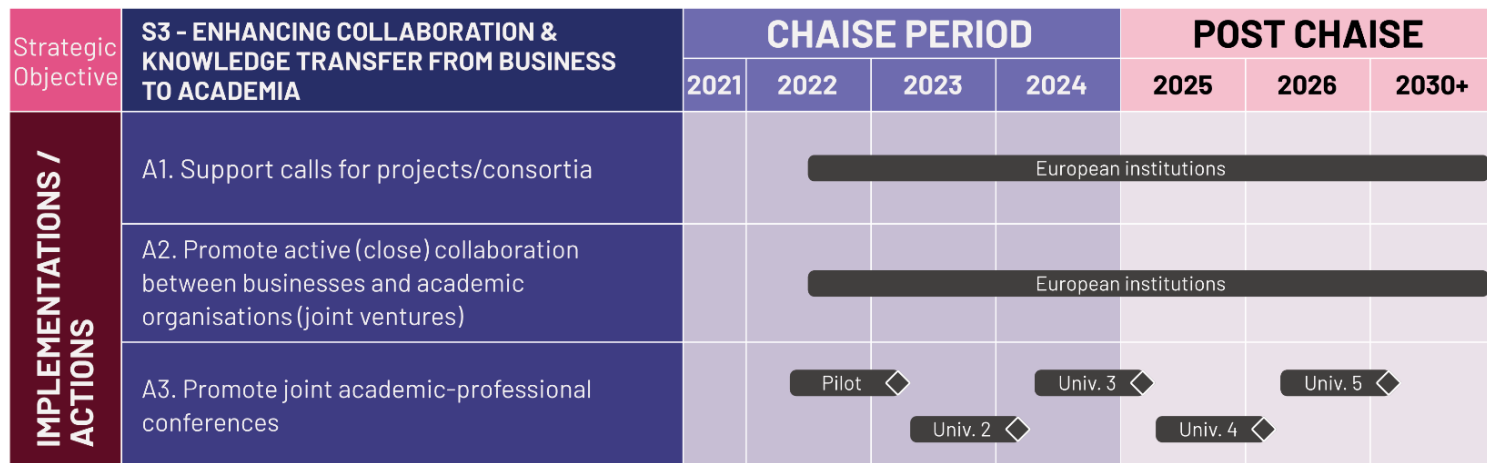 Strategic
Objective
S3 - ENHANCING COLLABORATION &
KNOWLEDGE TRANSFER FROM BUSINESS
TO ACADEMIA
CHAISE PERIOD
POST CHAISE
2021
2022
2023
2024
2025
2026
2030+
IMPLEMENTATIONS /
ACTIONS
A1. Support calls for projects/consortia
European institutions
A2. Promote active (close) collaboration
between businesses and academic
organisations (joint ventures)
European institutions
A3. Promote joint academic-professional
conferences
Pilot
Univ. 2
Univ. 3
Univ. 4
Univ. 5